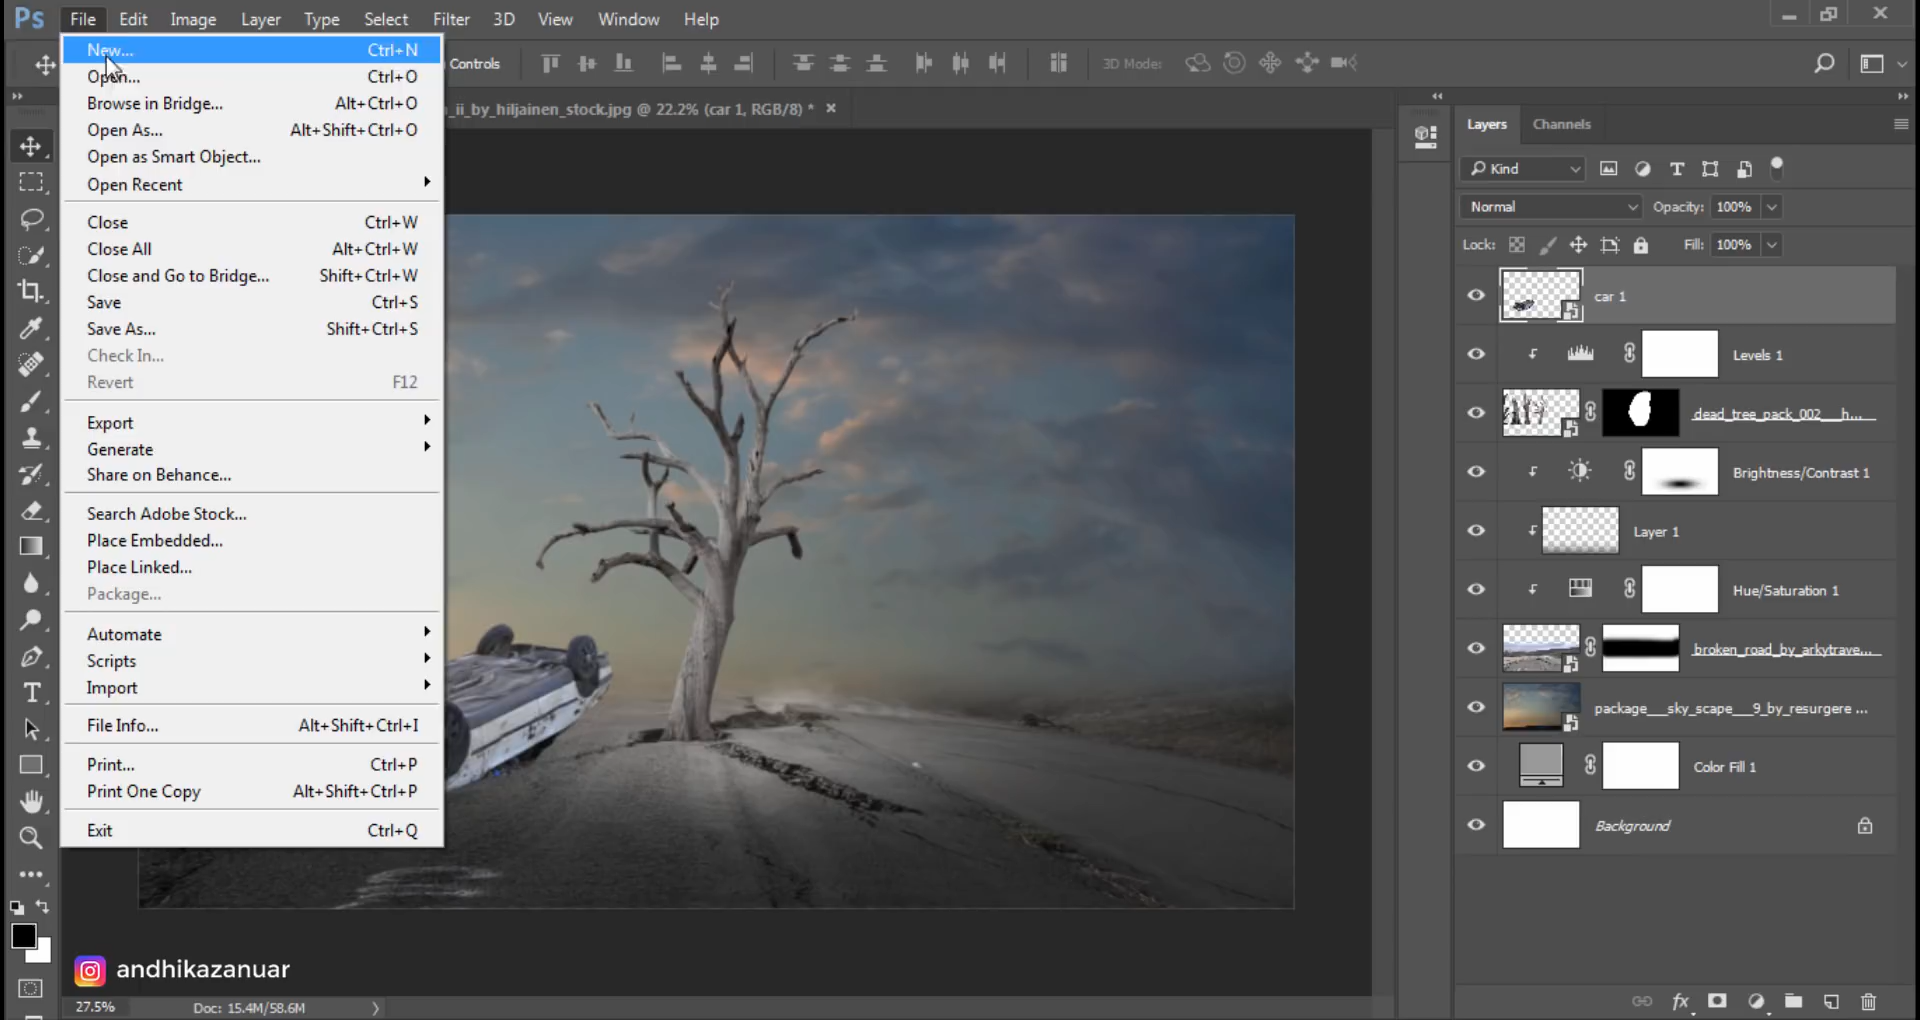 Ps File Edit Image Layer Type Select Filter 3D View Window Help
New... Ctrl+N
Open... Ctrl+O
Browse in Bridge... Alt+Ctrl+O
Open As... Alt+Shift+Ctrl+O
Open as Smart Object...
Open Recent
Close Ctrl+W
Close All Alt+Ctrl+W
Close and Go to Bridge... Shift+Ctrl+W
Save Ctrl+S
Save As... Shift+Ctrl+S
Check In...
Revert F12
Export
Generate
Share on Behance...
Search Adobe Stock...
Place Embedded...
Place Linked...
Package...
Automate
Scripts
Import
File Info... Alt+Shift+Ctrl+I
Print... Ctrl+P
Print One Copy Alt+Shift+Ctrl+P
Exit Ctrl+Q
Controls
3D Mode:
_ii_by_hiljainen_stock.jpg @ 22.2% (car 1, RGB/8) *
Layers Channels
Kind
Normal Opacity: 100%
Lock: Fill: 100%
car 1
Levels 1
dead_tree_pack_002___h...
Brightness/Contrast 1
Layer 1
Hue/Saturation 1
broken_road_by_arkytrave...
package___sky_scape___9_by_resurgere ...
Color Fill 1
Background
fx
andhikazanuar
27.5% Doc: 15.4M/58.6M